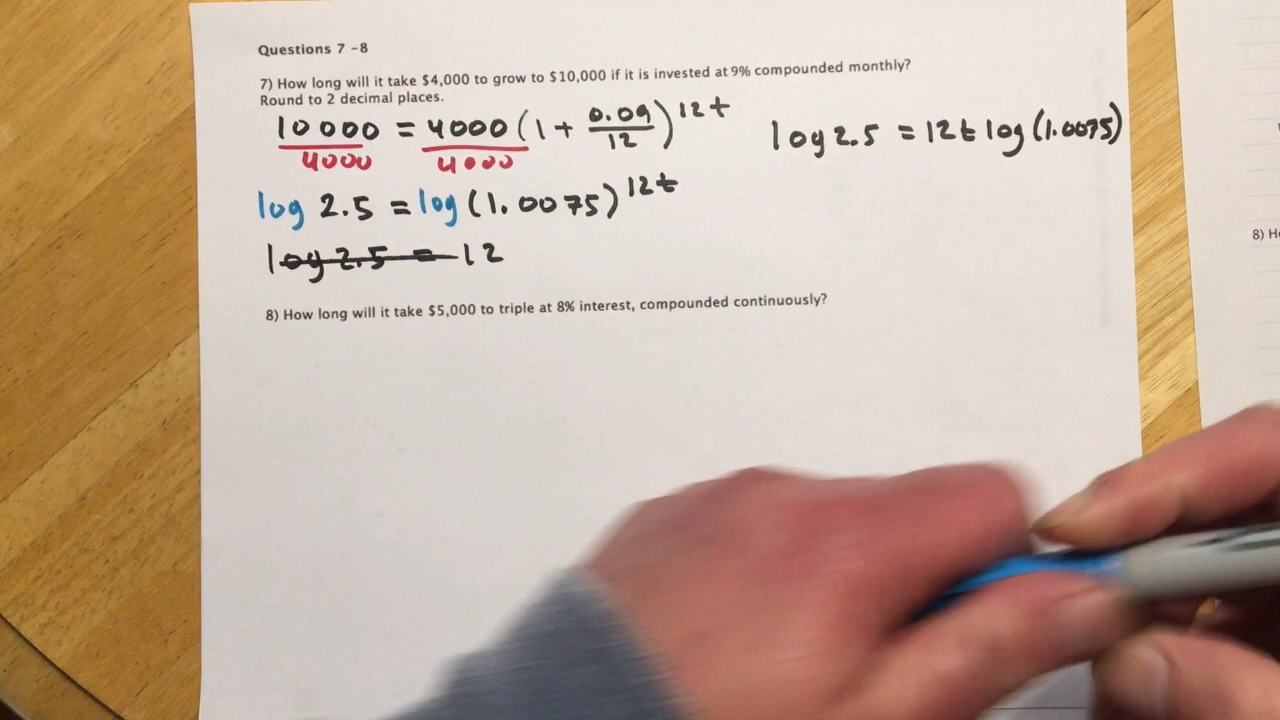 Questions 7 -8
7) How long will it take $4,000 to grow to $10,000 if it is invested at 9% compounded monthly?
Round to 2 decimal places.
10000 = 4000(1 + 0.09/12)^12t
4000 4000
log 2.5 = log(1.0075)^12t
log 2.5 = 12
log 2.5 = 12t log(1.0075)
8) How long will it take $5,000 to triple at 8% interest, compounded continuously?
8)